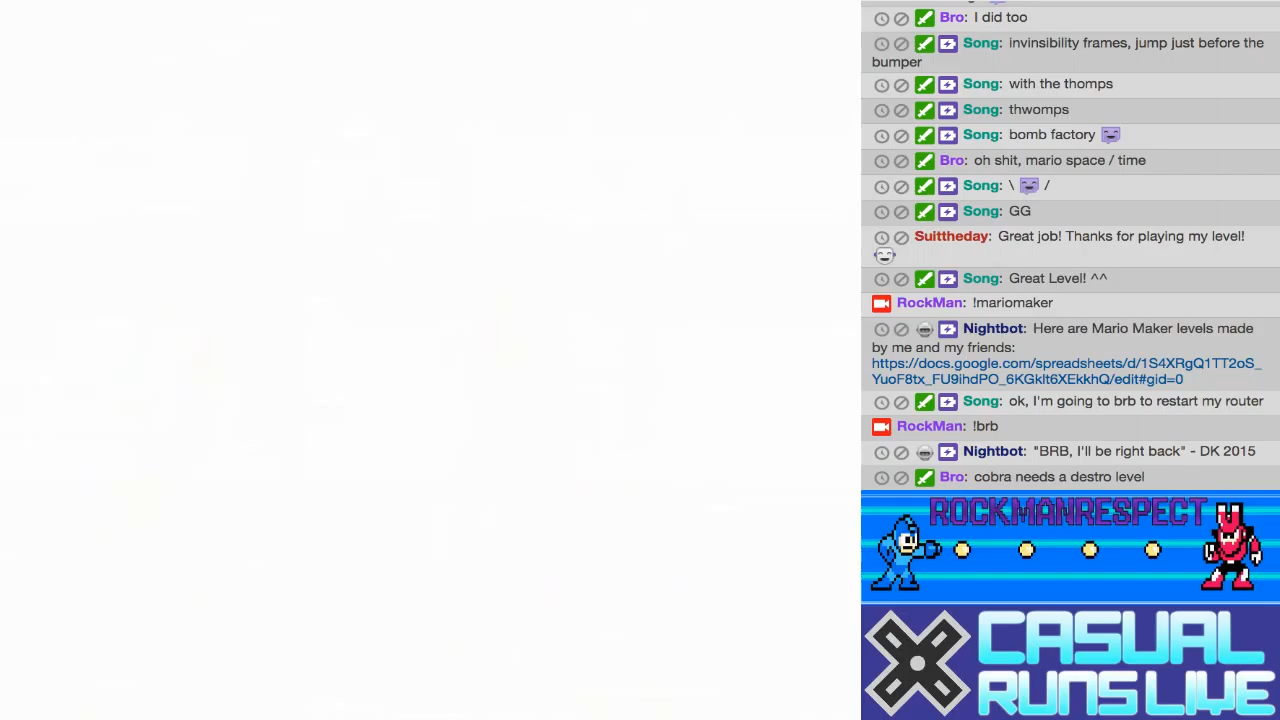 Bro: I did too
Song: invinsibility frames, jump just before the
bumper
Song: with the thomps
Song: thwomps
Song: bomb factory
Bro: oh shit, mario space / time
Song: \ /
Song: GG
Suittheday: Great job! Thanks for playing my level!
Song: Great Level! ^^
RockMan: !mariomaker
Nightbot: Here are Mario Maker levels made
by me and my friends:
https://docs.google.com/spreadsheets/d/1S4XRgQ1TT2oS_
YuoF8tx_FU9ihdPO_6KGklt6XEkkhQ/edit#gid=0
Song: ok, I'm going to brb to restart my router
RockMan: !brb
Nightbot: "BRB, I'll be right back" - DK 2015
Bro: cobra needs a destro level
ROCKMANRESPECT
CASUAL
RUNS LIVE